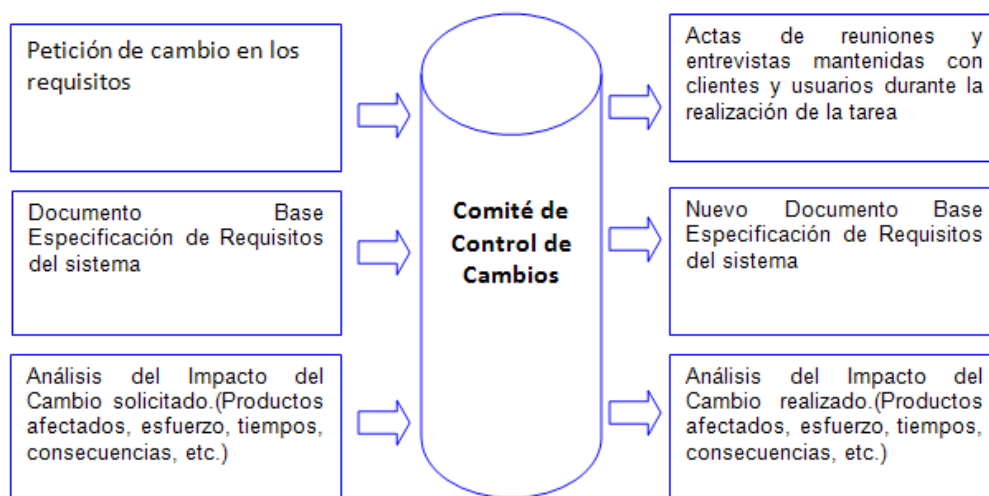 Petición de cambio en los
requisitos
Documento Base
Especificación de Requisitos
del sistema
Análisis del Impacto del
Cambio solicitado.(Productos
afectados, esfuerzo, tiempos,
consecuencias, etc.)
Comité de
Control de
Cambios
Actas de reuniones y
entrevistas mantenidas con
clientes y usuarios durante la
realización de la tarea
Nuevo Documento Base
Especificación de Requisitos
del sistema
Análisis del Impacto del
Cambio realizado.(Productos
afectados, esfuerzo, tiempos,
consecuencias, etc.)